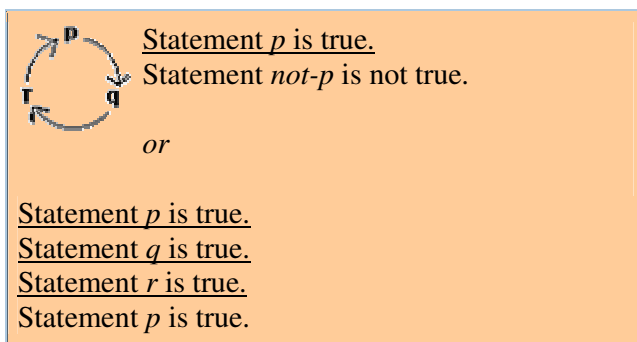 p
q
r
Statement p is true.
Statement not-p is not true.
or
Statement p is true.
Statement q is true.
Statement r is true.
Statement p is true.